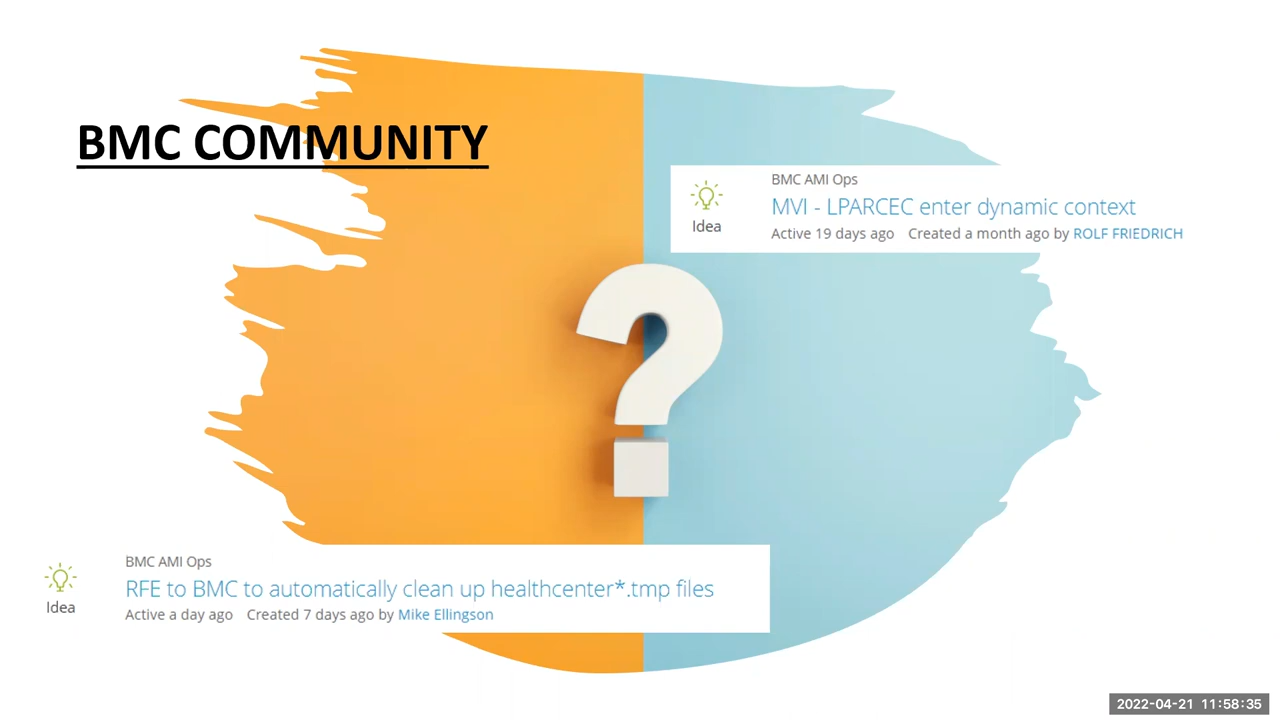 BMC COMMUNITY
BMC AMI Ops
MVI - LPARCEC enter dynamic context
Idea
Active 19 days ago Created a month ago by ROLF FRIEDRICH
BMC AMI Ops
RFE to BMC to automatically clean up healthcenter*.tmp files
Idea
Active a day ago Created 7 days ago by Mike Ellingson
2022-04-21 11:58:35